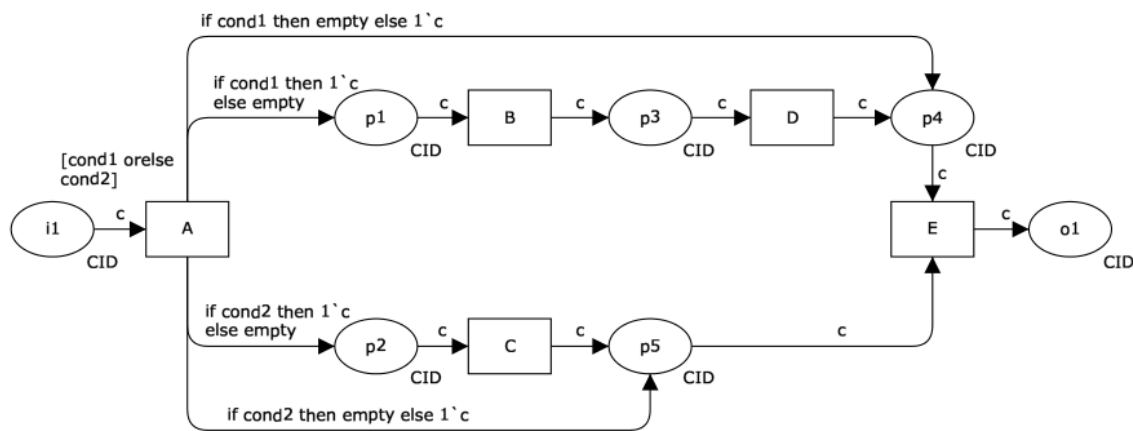 if cond1 then empty else 1`c
if cond1 then 1`c
else empty
p1
c
B
c
p3
c
D
c
p4
CID
CID
CID
[cond1 orelse
cond2]
c
i1
c
A
E
c
o1
CID
CID
CID
if cond2 then 1`c
else empty
p2
c
C
c
p5
c
CID
CID
if cond2 then empty else 1`c